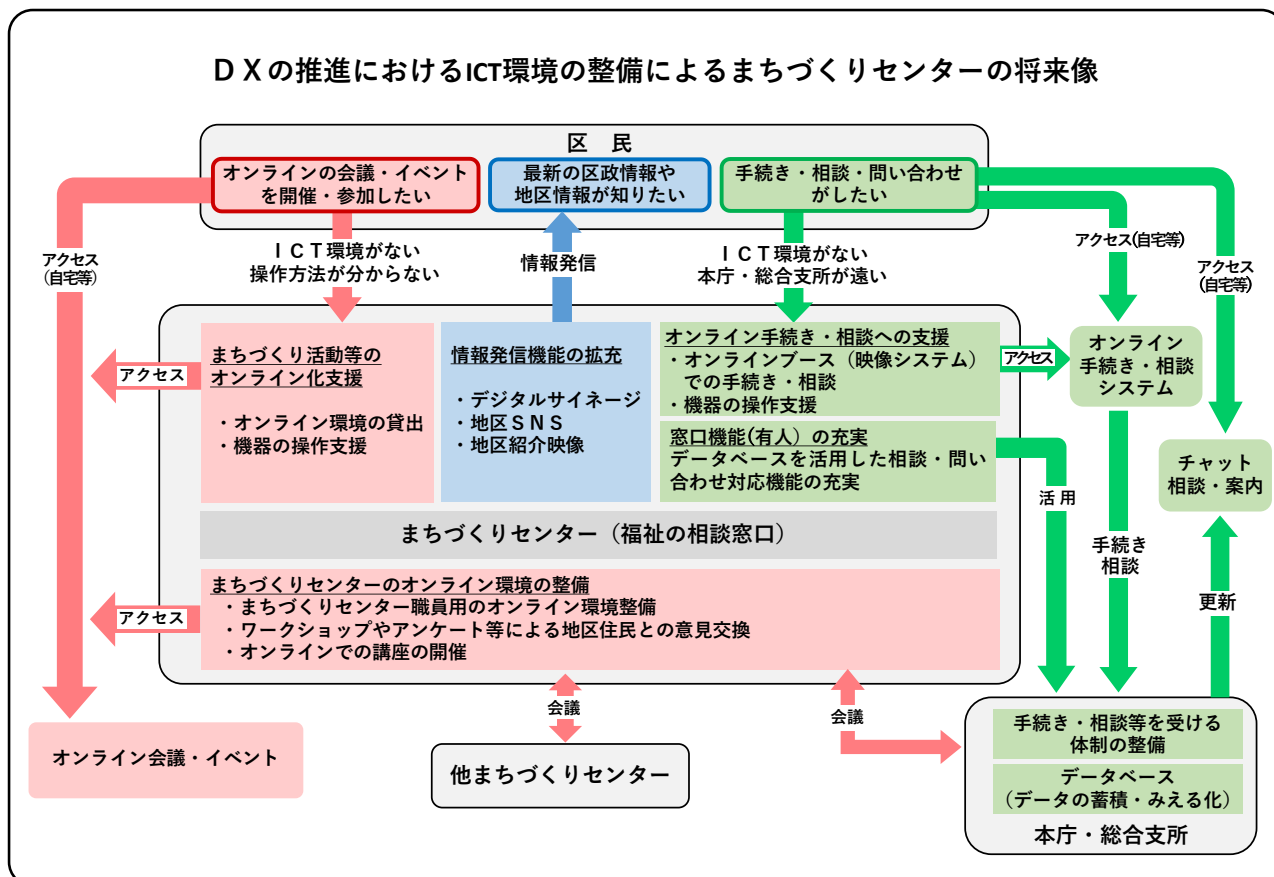 ＤＸの推進におけるICT環境の整備によるまちづくりセンターの将来像
区　民
オンラインの会議・イベント
を開催・参加したい
最新の区政情報や
地区情報が知りたい
手続き・相談・問い合わせ
がしたい
アクセス
（自宅等）
ＩＣＴ環境がない
操作方法が分からない
情報発信
ＩＣＴ環境がない
本庁・総合支所が遠い
アクセス(自宅等)
アクセス
(自宅等)
まちづくり活動等の
オンライン化支援
・オンライン環境の貸出
・機器の操作支援
アクセス
情報発信機能の拡充
・デジタルサイネージ
・地区ＳＮＳ
・地区紹介映像
オンライン手続き・相談への支援
・オンラインブース（映像システム）
での手続き・相談
・機器の操作支援
アクセス
オンライン
手続き・相談
システム
窓口機能(有人）の充実
データベースを活用した相談・問い
合わせ対応機能の充実
活用
チャット
相談・案内
まちづくりセンター（福祉の相談窓口）
手続き
相談
更新
まちづくりセンターのオンライン環境の整備
・まちづくりセンター職員用のオンライン環境整備
・ワークショップやアンケート等による地区住民との意見交換
・オンラインでの講座の開催
アクセス
会議
会議
オンライン会議・イベント
他まちづくりセンター
手続き・相談等を受ける
体制の整備
データベース
（データの蓄積・みえる化）
本庁・総合支所